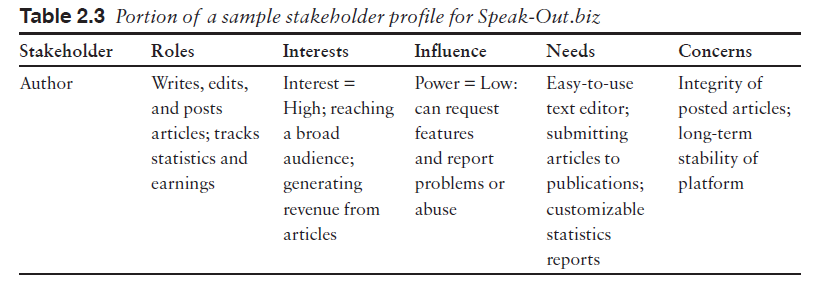 Table 2.3 Portion of a sample stakeholder profile for Speak-Out.biz
Stakeholder Roles Interests Influence Needs Concerns
Author Writes, edits, Interest = Power = Low: Easy-to-use Integrity of
and posts High; reaching can request text editor; posted articles;
articles; tracks a broad features submitting long-term
statistics and audience; and report articles to stability of
earnings generating problems or publications; platform
revenue from abuse customizable
articles statistics
reports